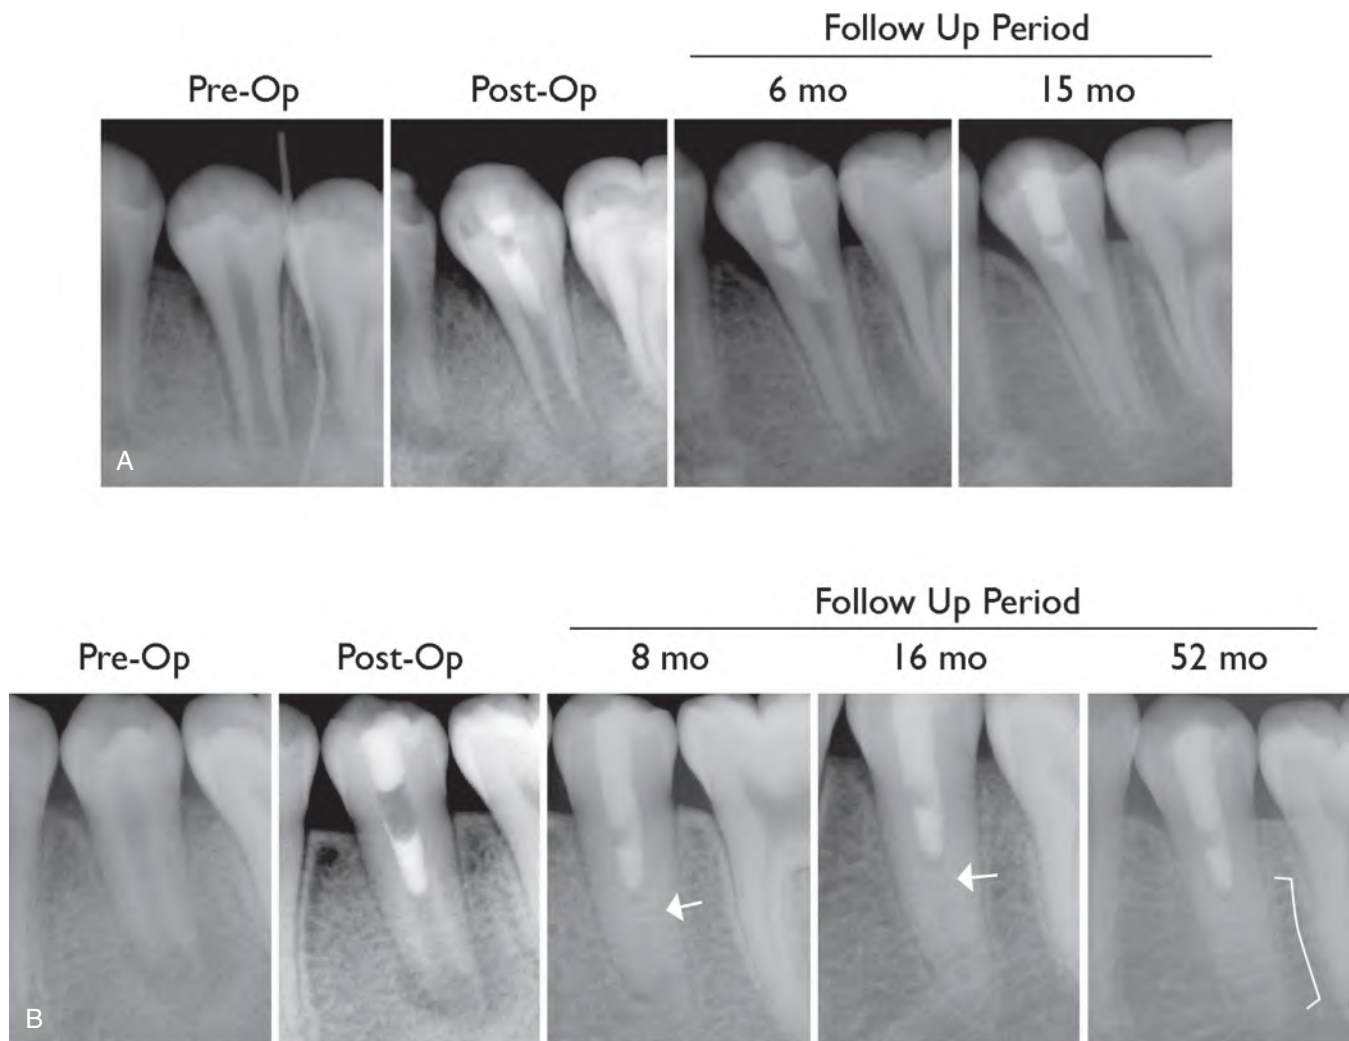 Follow Up Period
Pre-Op Post-Op 6 mo 15 mo
A
Follow Up Period
Pre-Op Post-Op 8 mo 16 mo 52 mo
B